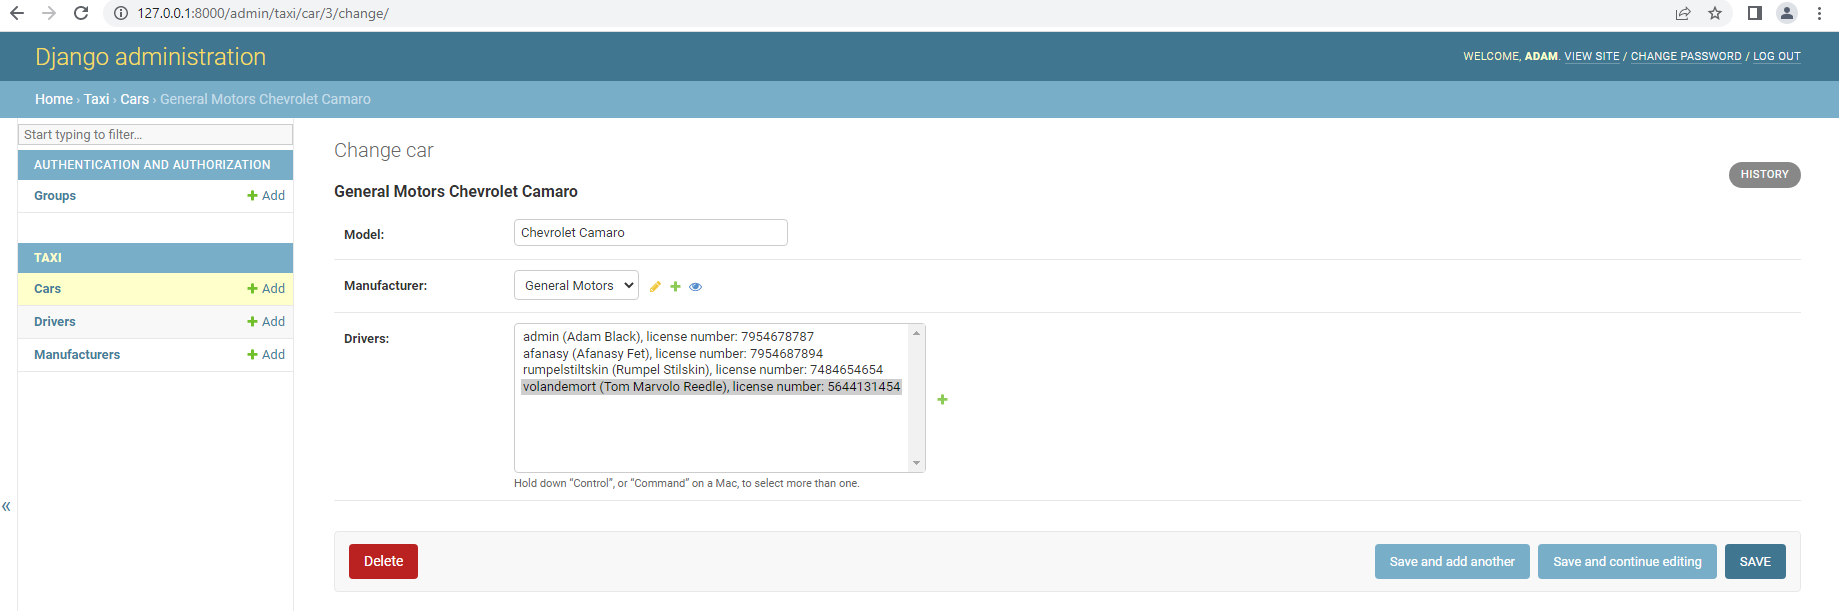 127.0.0.1:8000/admin/taxi/car/3/change/
Django administration
WELCOME, ADAM. VIEW SITE / CHANGE PASSWORD / LOG OUT
Home › Taxi › Cars › General Motors Chevrolet Camaro
Start typing to filter...
AUTHENTICATION AND AUTHORIZATION
Groups + Add
TAXI
Cars + Add
Drivers + Add
Manufacturers + Add
«
Change car
HISTORY
General Motors Chevrolet Camaro
Model: Chevrolet Camaro
Manufacturer: General Motors
Drivers:
admin (Adam Black), license number: 7954678787
afanasy (Afanasy Fet), license number: 7954687894
rumpelstiltskin (Rumpel Stilskin), license number: 7484654654
volandemort (Tom Marvolo Reedle), license number: 5644131454
Hold down “Control”, or “Command” on a Mac, to select more than one.
Delete
Save and add another
Save and continue editing
SAVE